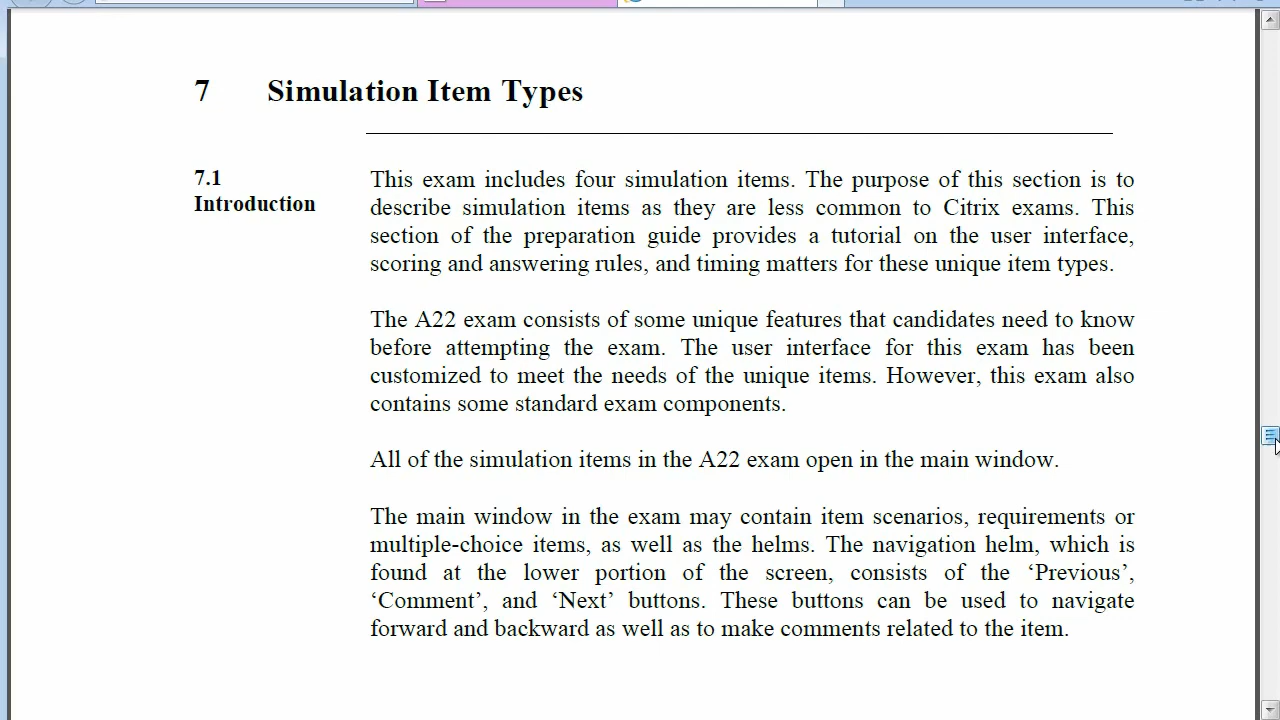 7 Simulation Item Types
7.1
Introduction
This exam includes four simulation items. The purpose of this section is to
describe simulation items as they are less common to Citrix exams. This
section of the preparation guide provides a tutorial on the user interface,
scoring and answering rules, and timing matters for these unique item types.
The A22 exam consists of some unique features that candidates need to know
before attempting the exam. The user interface for this exam has been
customized to meet the needs of the unique items. However, this exam also
contains some standard exam components.
All of the simulation items in the A22 exam open in the main window.
The main window in the exam may contain item scenarios, requirements or
multiple-choice items, as well as the helms. The navigation helm, which is
found at the lower portion of the screen, consists of the ‘Previous’,
‘Comment’, and ‘Next’ buttons. These buttons can be used to navigate
forward and backward as well as to make comments related to the item.